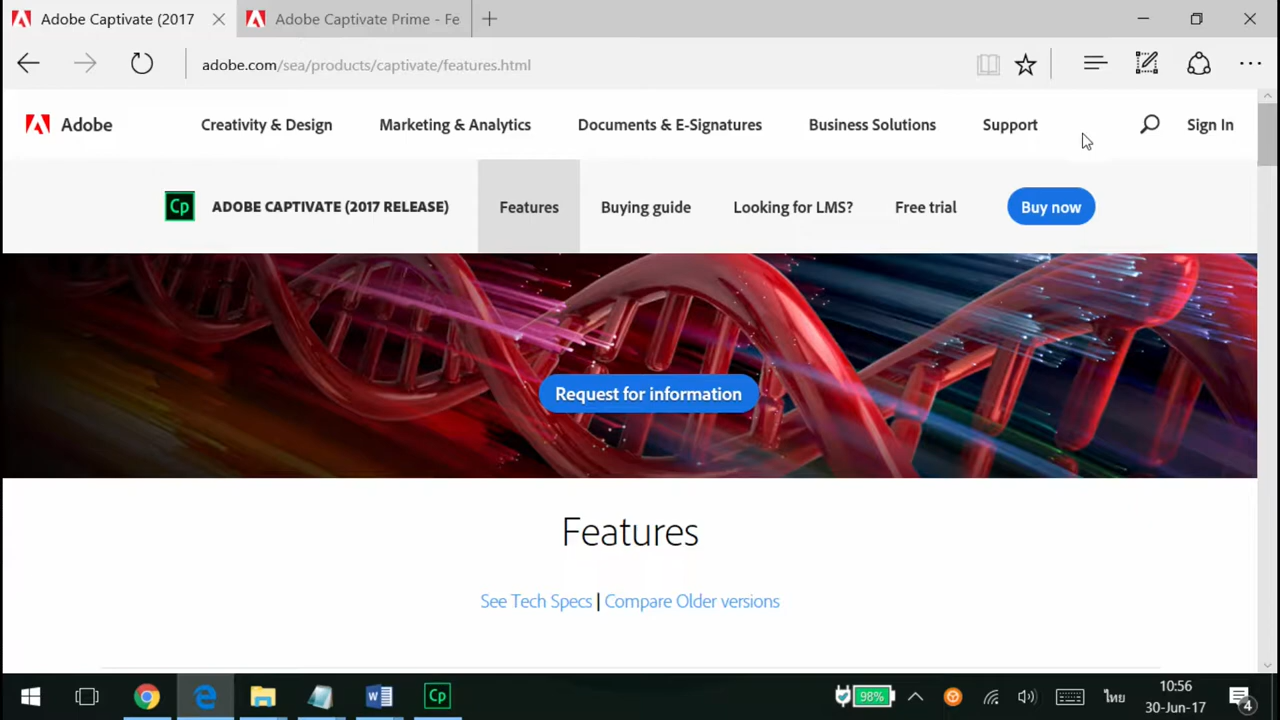 Adobe Captivate (2017
Adobe Captivate Prime - Fe
adobe.com/sea/products/captivate/features.html
Adobe
Creativity & Design
Marketing & Analytics
Documents & E-Signatures
Business Solutions
Support
Sign In
Cp
ADOBE CAPTIVATE (2017 RELEASE)
Features
Buying guide
Looking for LMS?
Free trial
Buy now
Request for information
Features
See Tech Specs | Compare Older versions
Cp
98%
ไทย
10:56
30-Jun-17
4